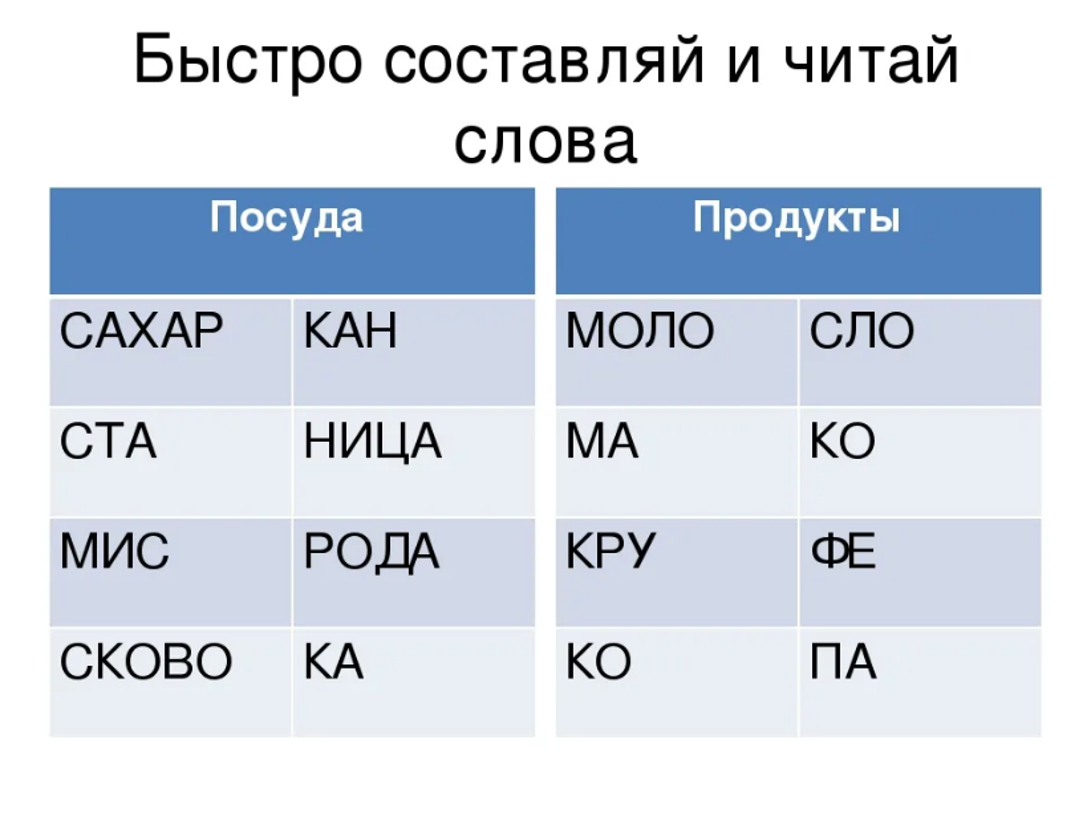 Быстро составляй и читай
слова
Посуда Продукты
САХАР КАН МОЛО СЛО
СТА НИЦА МА КО
МИС РОДА КРУ ФЕ
СКОВО КА КО ПА